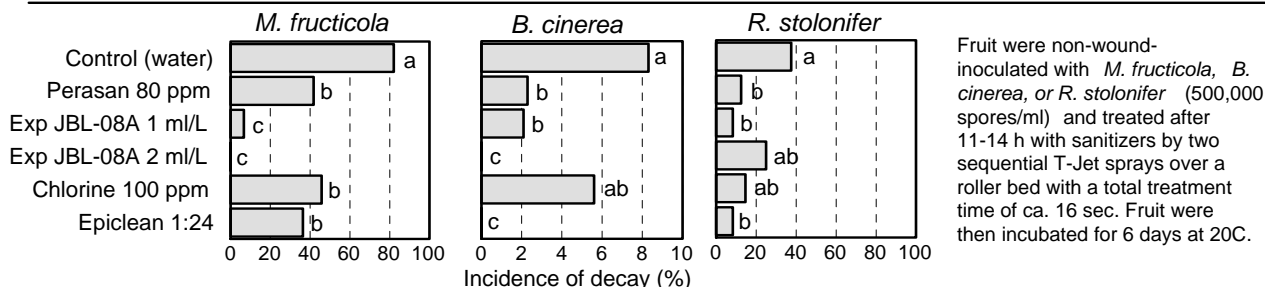 M. fructicola B. cinerea R. stolonifer
Control (water) a a a
Perasan 80 ppm b b b
Exp JBL-08A 1 ml/L c b b
Exp JBL-08A 2 ml/L c c ab
Chlorine 100 ppm b ab ab
Epiclean 1:24 b c b
0 20 40 60 80 100 0 2 4 6 8 10 0 20 40 60 80 100
Incidence of decay (%)
Fruit were non-wound-
inoculated with M. fructicola, B.
cinerea, or R. stolonifer (500,000
spores/ml) and treated after
11-14 h with sanitizers by two
sequential T-Jet sprays over a
roller bed with a total treatment
time of ca. 16 sec. Fruit were
then incubated for 6 days at 20C.